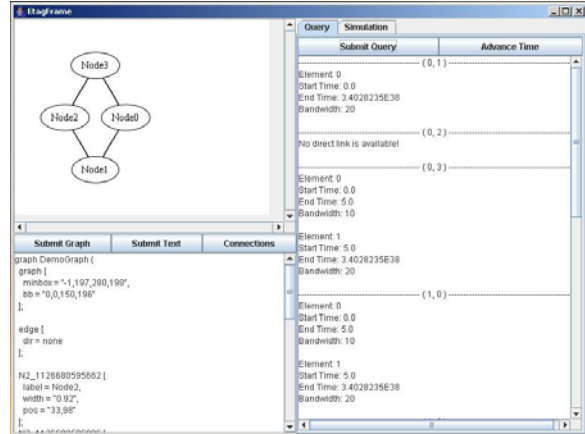 EtagFrame
Node3
Node2
Node0
Node1
Submit Graph
Submit Text
Connections
graph DemoGraph {
graph [
minbox = "-1,197,280,198",
bb = "0,0,150,196"
];
edge [
dir = none
];
N2_1126680595662 [
label = Node2,
width = "0.92",
pos = "33,98"
];
Query
Simulation
Submit Query
Advance Time
( 0, 1 )
Element: 0
Start Time: 0.0
End Time: 3.4028235E38
Bandwidth: 20
( 0, 2 )
No direct link is available!
( 0, 3 )
Element: 0
Start Time: 0.0
End Time: 5.0
Bandwidth: 10
Element: 1
Start Time: 5.0
End Time: 3.4028235E38
Bandwidth: 20
( 1, 0 )
Element: 0
Start Time: 0.0
End Time: 5.0
Bandwidth: 10
Element: 1
Start Time: 5.0
End Time: 3.4028235E38
Bandwidth: 20